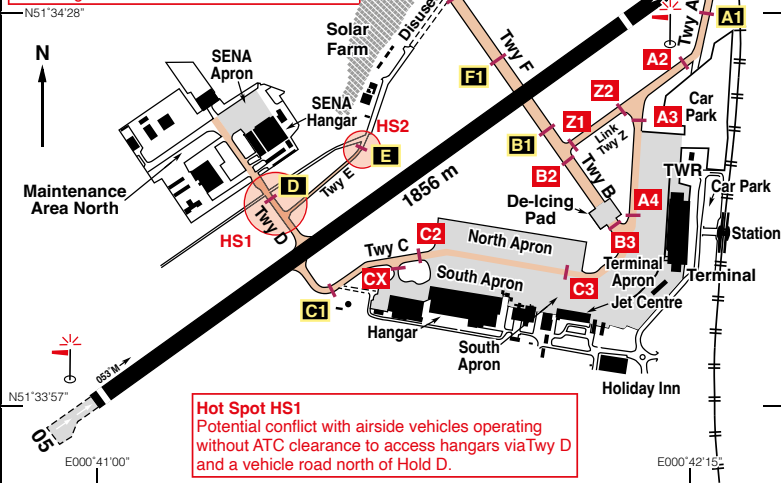 N51°34'28"
A1
Twy A
Disuse
Solar
Farm
N
SENA
Apron
Twy F
A2
F1
SENA
Hangar
Z2
Car
Park
A3
HS2
Z1
Link
Twy Z
B1
E
B2
TWR
D
Twy E
1856 m
Twy B
Car Park
Maintenance
Area North
De-Icing
Pad
A4
Twy D
C2
Station
HS1
Twy C
North Apron
B3
CX
South Apron
Terminal
Apron
Terminal
C3
Jet Centre
C1
Hangar
South
Apron
053°M
Holiday Inn
N51°33'57"
Hot Spot HS1
Potential conflict with airside vehicles operating
without ATC clearance to access hangars viaTwy D
and a vehicle road north of Hold D.
05
E000°41'00"
E000°42'15"